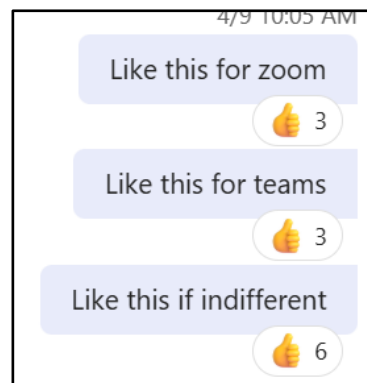 4/9 10:05 AM
Like this for zoom
👍 3
Like this for teams
👍 3
Like this if indifferent
👍 6